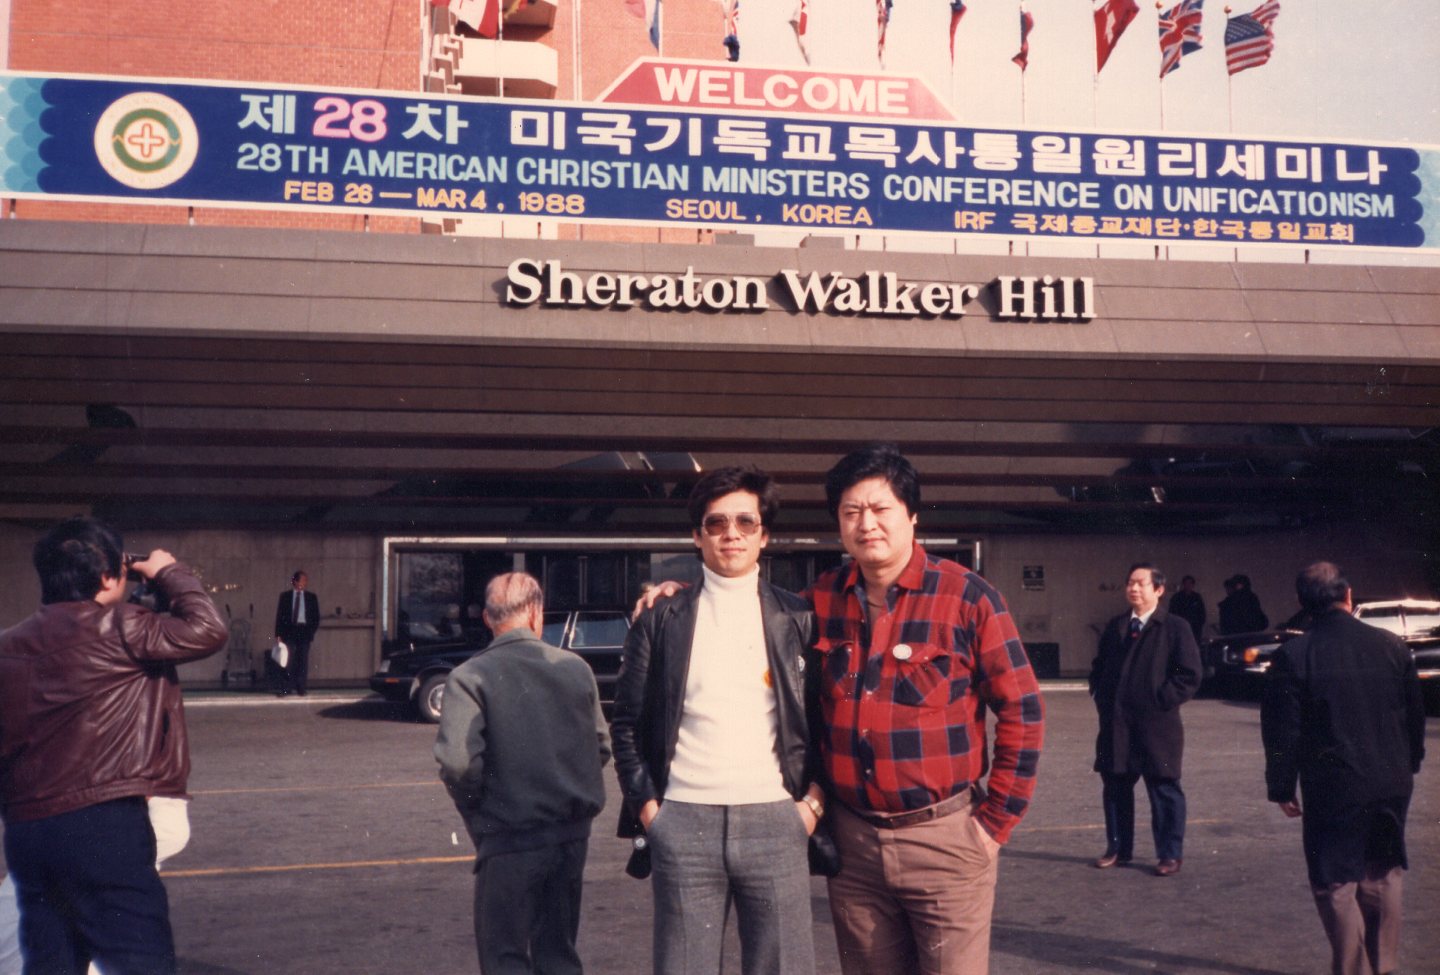 WELCOME
제 28 차 미국기독교목사통일원리세미나
28TH AMERICAN CHRISTIAN MINISTERS CONFERENCE ON UNIFICATIONISM
FEB 26 — MAR 4, 1988 SEOUL, KOREA IRF 국제종교재단·한국통일교회
Sheraton Walker Hill